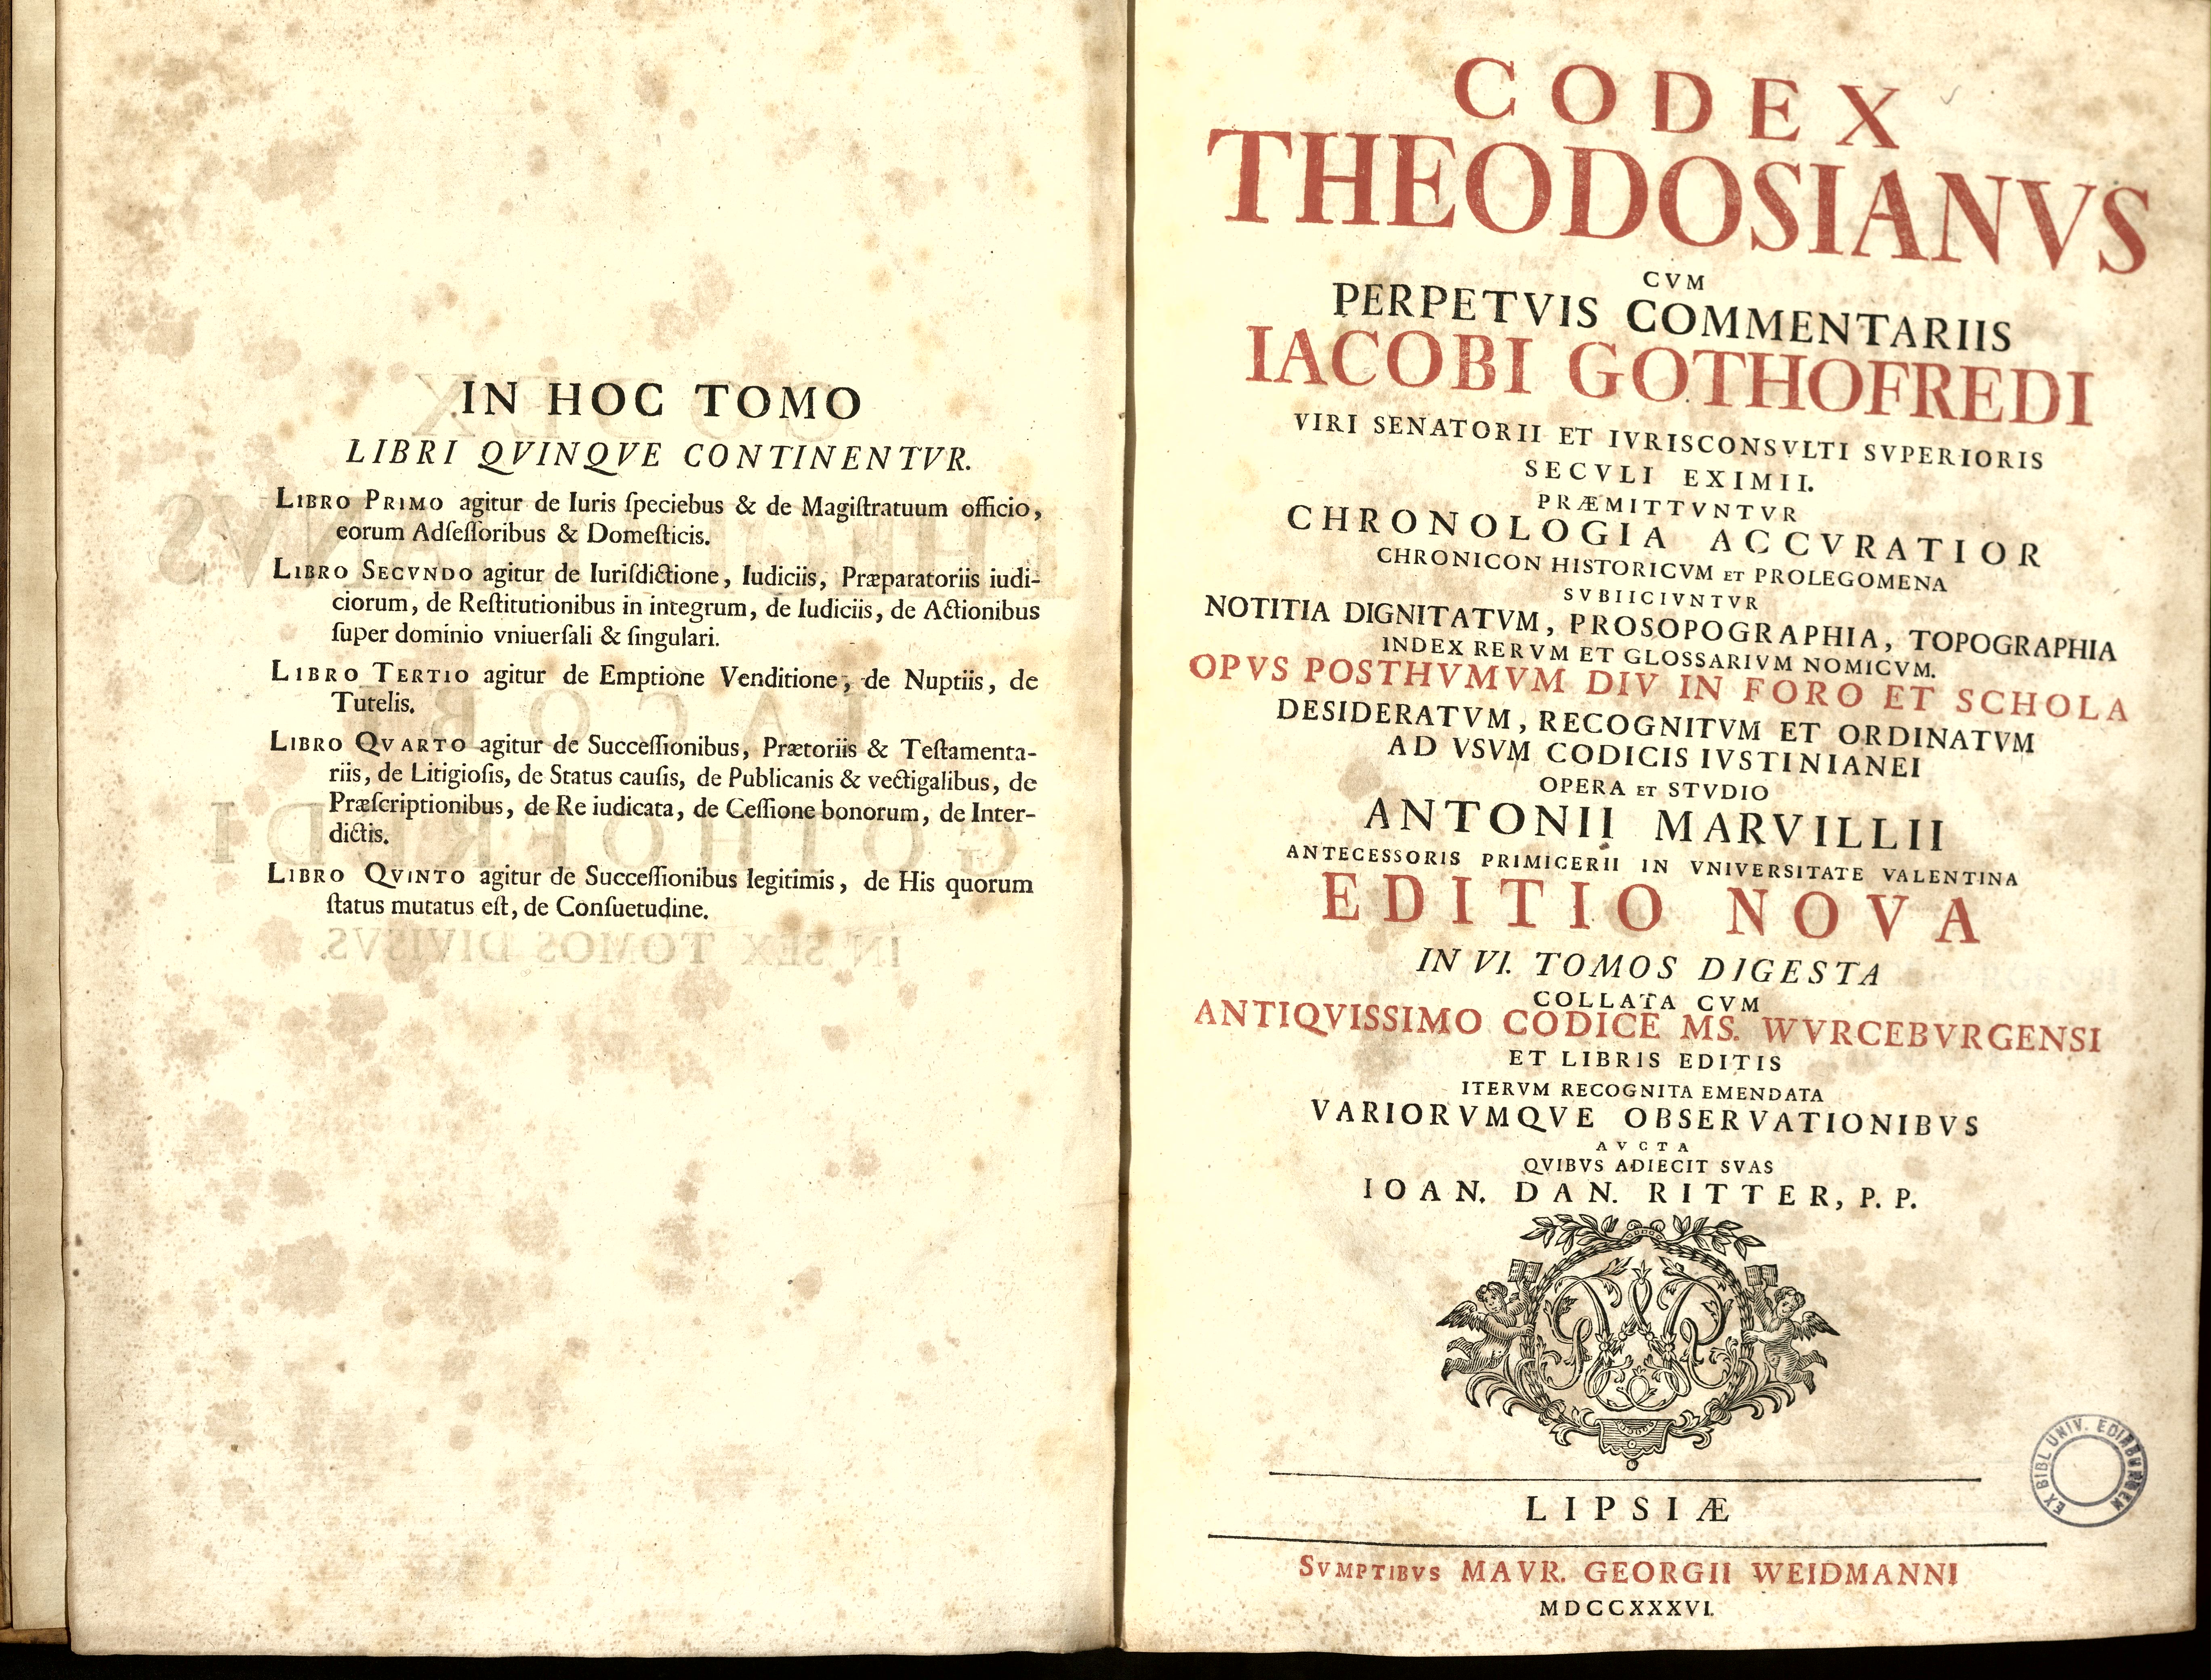 IN HOC TOMO
LIBRI QVINQVE CONTINENTVR.
LIBRO PRIMO agitur de Iuris ſpeciebus & de Magiſtratuum officio,
eorum Adſeſſoribus & Domeſticis.
LIBRO SECVNDO agitur de Iuriſdictione, Iudiciis, Præparatoriis iudi-
ciorum, de Reſtitutionibus in integrum, de Iudiciis, de Actionibus
ſuper dominio vniuerſali & ſingulari.
LIBRO TERTIO agitur de Emptione Venditione, de Nuptiis, de
Tutelis.
LIBRO QVARTO agitur de Succeſſionibus, Prætoriis & Teſtamenta-
riis, de Litigioſis, de Status cauſis, de Publicanis & vectigalibus, de
Præſcriptionibus, de Re iudicata, de Ceſſione bonorum, de Inter-
dictis.
LIBRO QVINTO agitur de Succeſſionibus legitimis, de His quorum
ſtatus mutatus eſt, de Conſuetudine.
CODEX
THEODOSIANVS
CVM
PERPETVIS COMMENTARIIS
IACOBI GOTHOFREDI
VIRI SENATORII ET IVRISCONSVLTI SVPERIORIS
SECVLI EXIMII.
PRÆMITTVNTVR
CHRONOLOGIA ACCVRATIOR
CHRONICON HISTORICVM ET PROLEGOMENA
SVBIICIVNTVR
NOTITIA DIGNITATVM, PROSOPOGRAPHIA, TOPOGRAPHIA
INDEX RERVM ET GLOSSARIVM NOMICVM.
OPVS POSTHVMVM DIV IN FORO ET SCHOLA
DESIDERATVM, RECOGNITVM ET ORDINATVM
AD VSVM CODICIS IVSTINIANEI
OPERA ET STVDIO
ANTONII MARVILLII
ANTECESSORIS PRIMICERII IN VNIVERSITATE VALENTINA
EDITIO NOVA
IN VI. TOMOS DIGESTA
COLLATA CVM
ANTIQVISSIMO CODICE MS. WVRCEBVRGENSI
ET LIBRIS EDITIS
ITERVM RECOGNITA EMENDATA
VARIORVMQVE OBSERVATIONIBVS
AVCTA
QVIBVS ADIECIT SVAS
IOAN. DAN. RITTER, P. P.
LIPSIÆ
SVMPTIBVS MAVR. GEORGII WEIDMANNI
MDCCXXXVI.
EX BIBL UNIV. EDINBURGEN